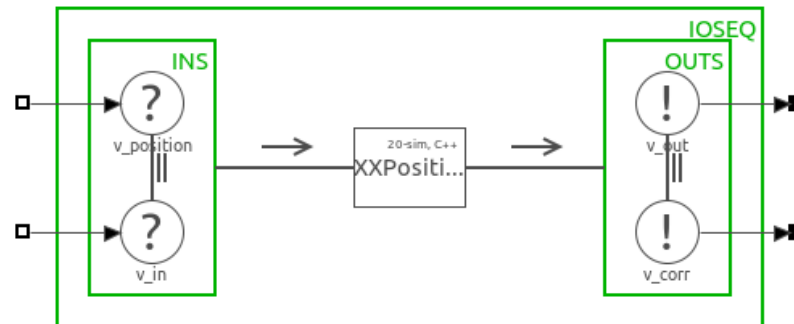 IOSEQ
INS
OUTS
?
!
v_position
20-sim, C++
XXPositi...
v_out
?
!
v_in
v_corr